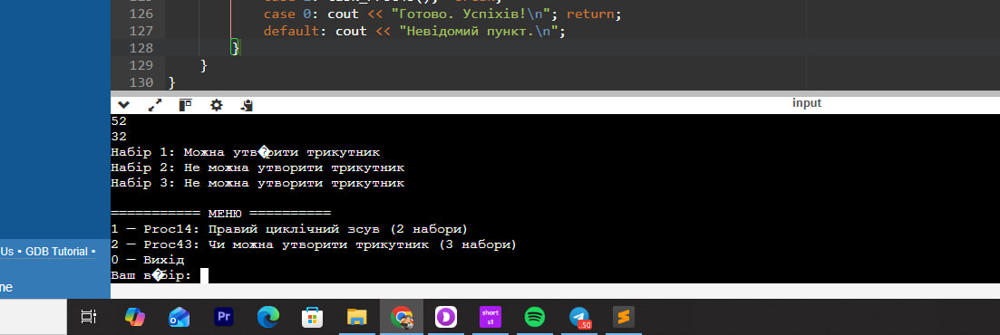 126 case 0: cout << "Готово. Успіхів!\n"; return;
127 default: cout << "Невідомий пункт.\n";
128 }
129 }
130 }
input
52
32
Набір 1: Можна утв�рити трикутник
Набір 2: Не можна утворити трикутник
Набір 3: Не можна утворити трикутник
=========== МЕНЮ ==========
1 — Proc14: Правий циклічний зсув (2 набори)
2 — Proc43: Чи можна утворити трикутник (3 набори)
0 — Вихід
Ваш в�бір:
Us • GDB Tutorial •
ne
Pr
short
s1
50